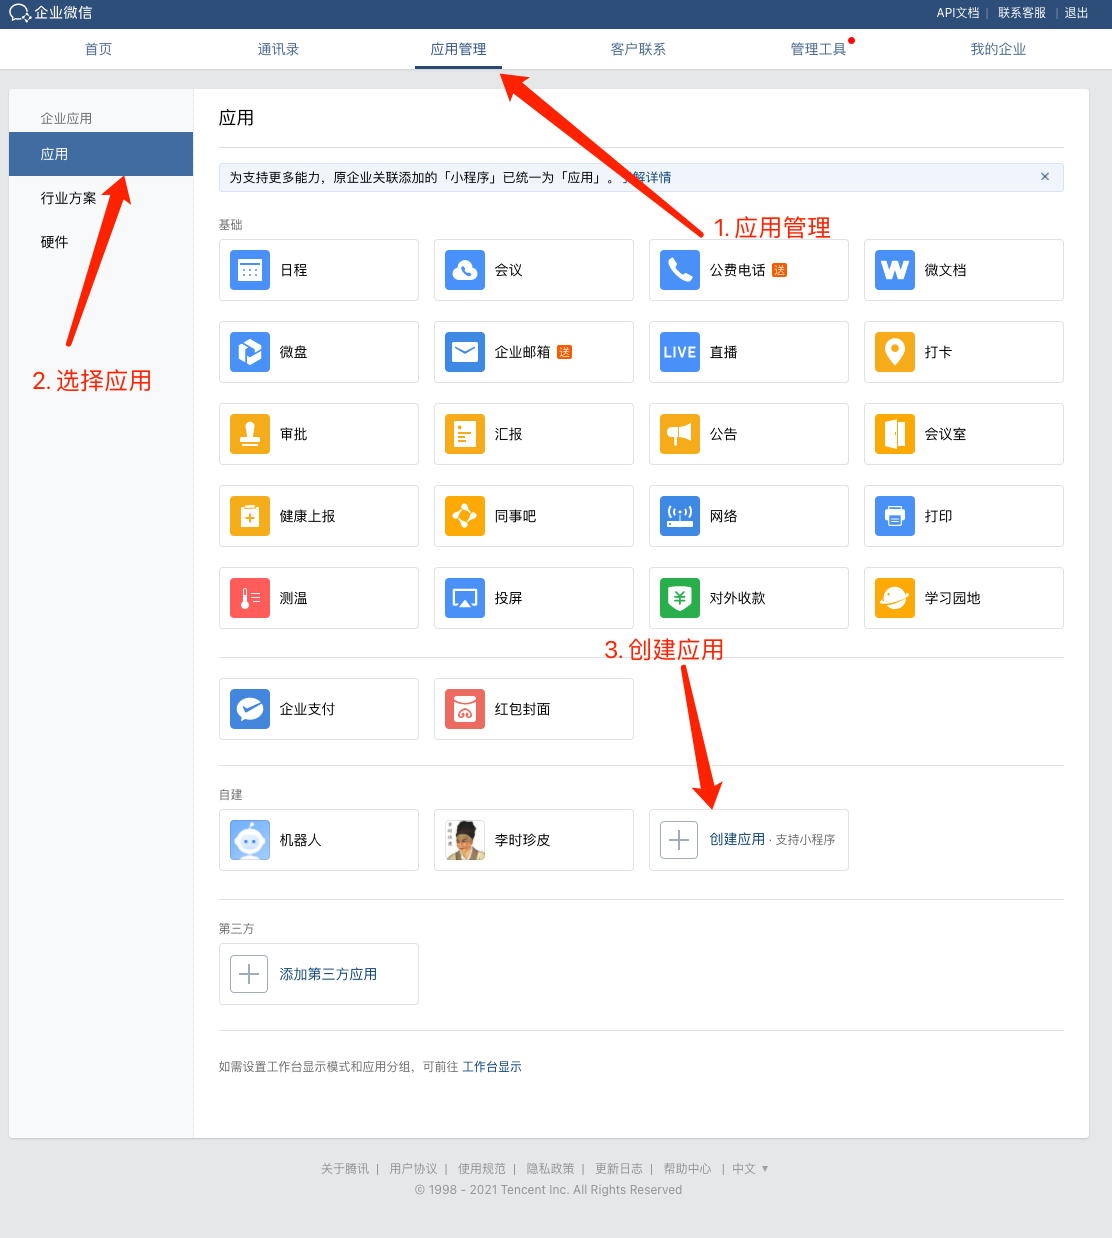 企业微信
API文档 | 联系客服 | 退出
首页 通讯录 应用管理 客户联系 管理工具 我的企业
企业应用
应用
行业方案
硬件
2. 选择应用
应用
为支持更多能力，原企业关联添加的「小程序」已统一为「应用」。了解详情 ×
1. 应用管理
基础
日程 会议 公费电话 送 微文档
微盘 企业邮箱 送 LIVE 直播 打卡
审批 汇报 公告 会议室
健康上报 同事吧 网络 打印
测温 投屏 对外收款 学习园地
3. 创建应用
企业支付 红包封面
自建
机器人 李时珍皮 创建应用 · 支持小程序
第三方
添加第三方应用
如需设置工作台显示模式和应用分组，可前往 工作台显示
关于腾讯 | 用户协议 | 使用规范 | 隐私政策 | 更新日志 | 帮助中心 | 中文 ▼
© 1998 - 2021 Tencent Inc. All Rights Reserved